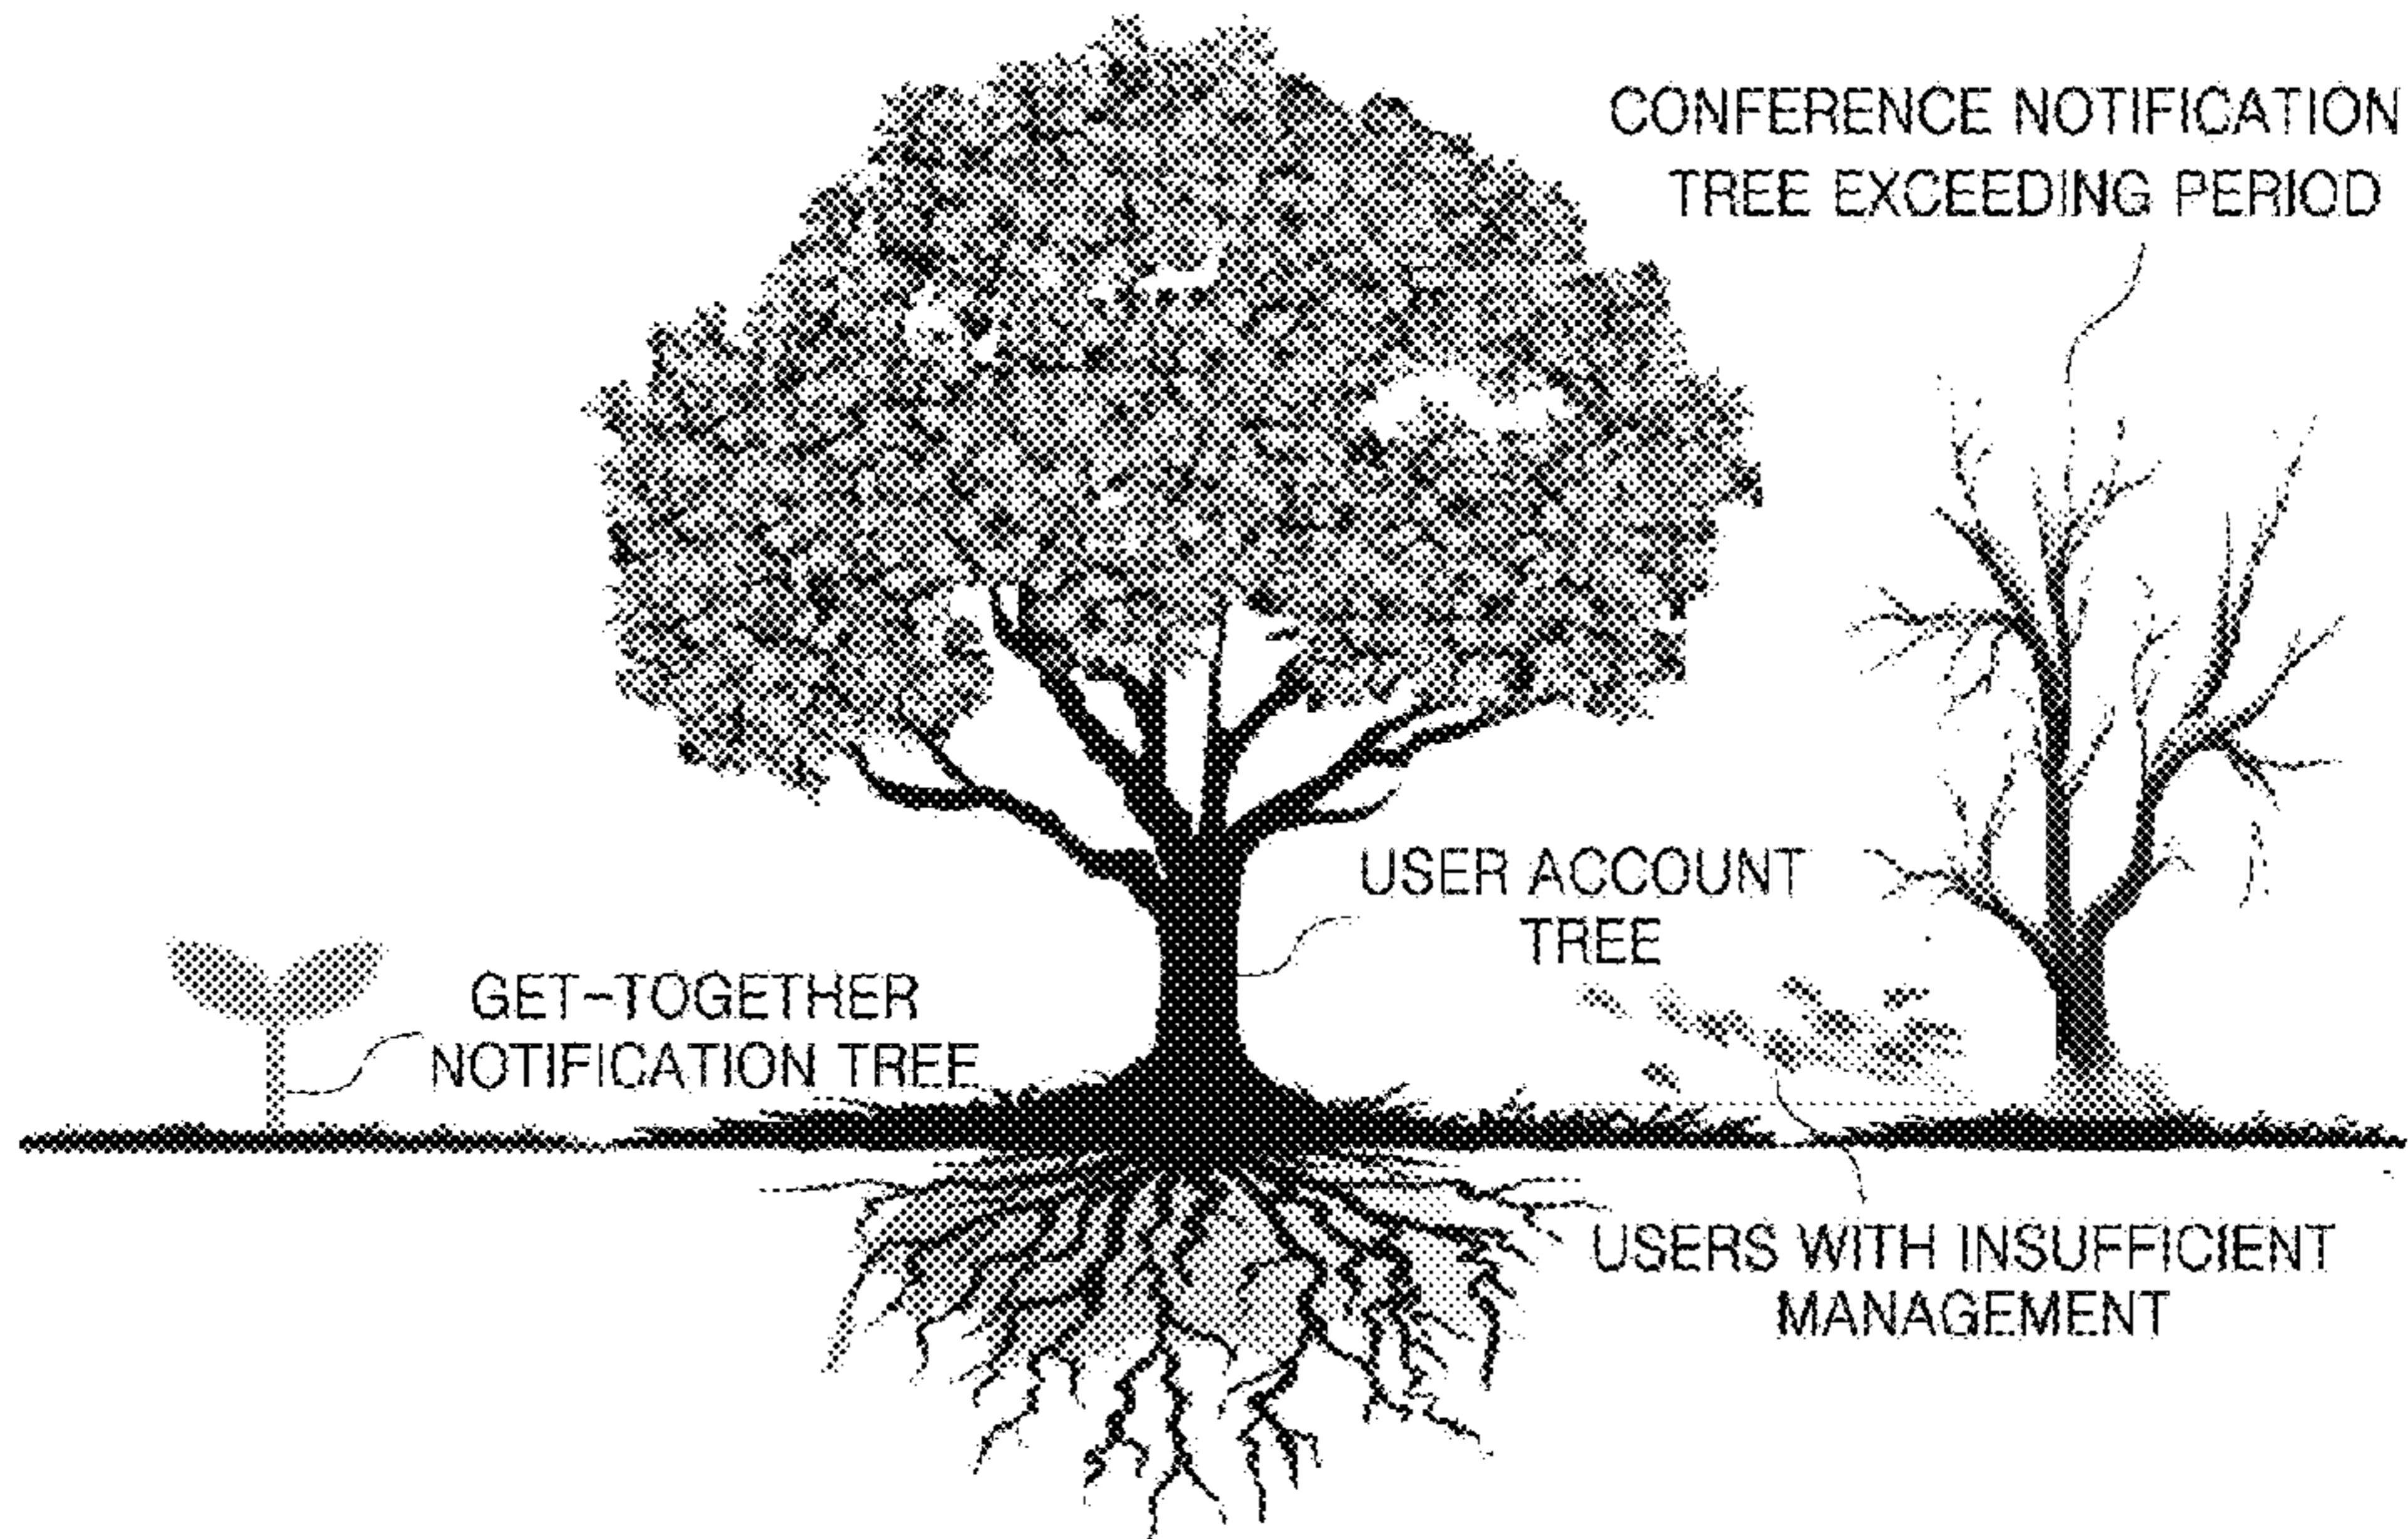 CONFERENCE NOTIFICATION
TREE EXCEEDING PERIOD
USER ACCOUNT
TREE
GET-TOGETHER
NOTIFICATION TREE
USERS WITH INSUFFICIENT
MANAGEMENT